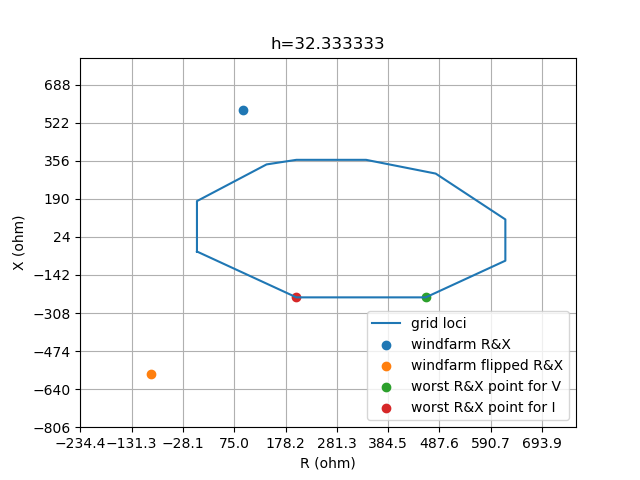 h=32.333333
X (ohm)
688
522
356
190
24
−142
−308
−474
−640
−806
−234.4 −131.3 −28.1 75.0 178.2 281.3 384.5 487.6 590.7 693.9
R (ohm)
grid loci
windfarm R&X
windfarm flipped R&X
worst R&X point for V
worst R&X point for I